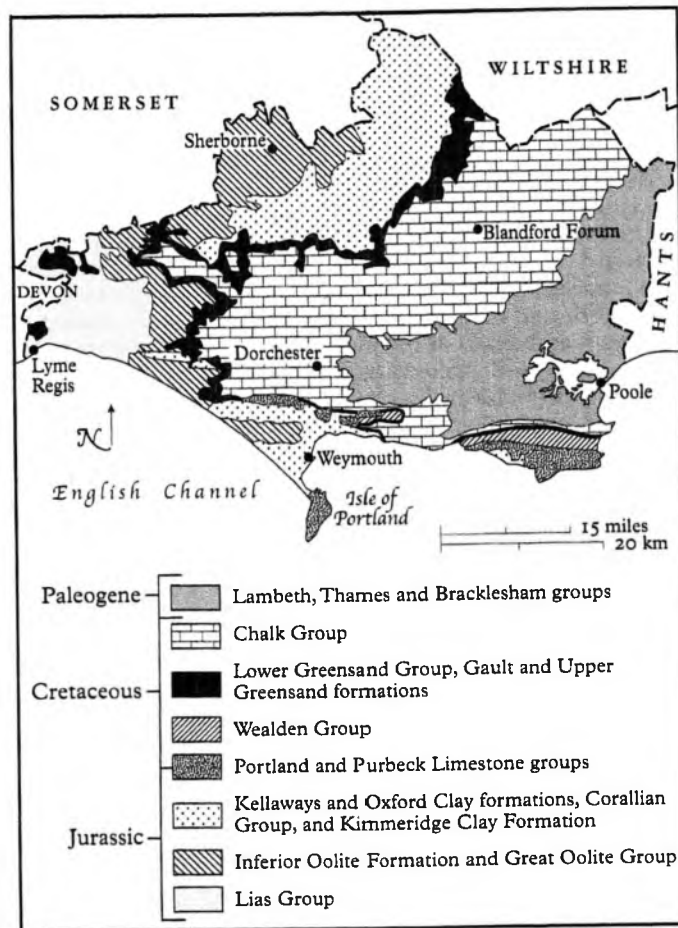 WILTSHIRE
SOMERSET
Sherborne
Blandford Forum
HANTS
DEVON
Dorchester
Lyme
Regis
Poole
N
Weymouth
English Channel
Isle of
Portland
15 miles
20 km
Paleogene
Lambeth, Thames and Bracklesham groups
Chalk Group
Cretaceous
Lower Greensand Group, Gault and Upper
Greensand formations
Wealden Group
Portland and Purbeck Limestone groups
Jurassic
Kellaways and Oxford Clay formations, Corallian
Group, and Kimmeridge Clay Formation
Inferior Oolite Formation and Great Oolite Group
Lias Group